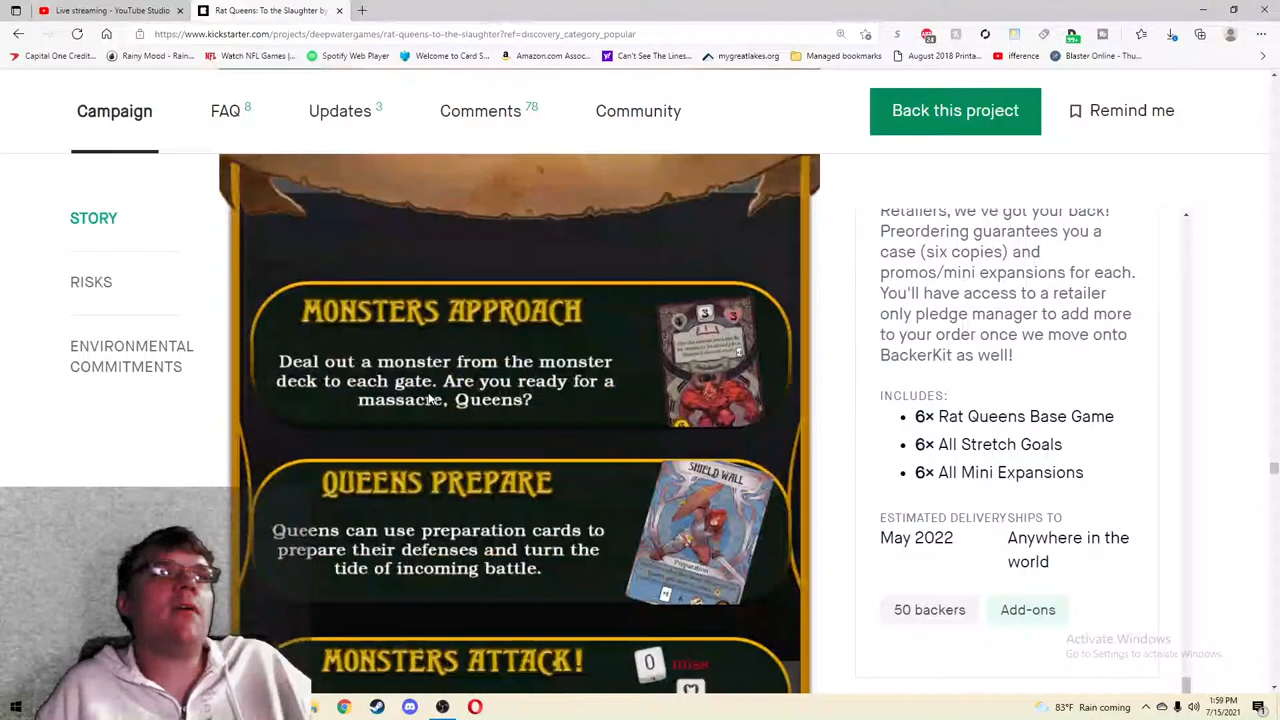 Live streaming - YouTube Studio
Rat Queens: To the Slaughter by
https://www.kickstarter.com/projects/deepwatergames/rat-queens-to-the-slaughter?ref=discovery_category_popular
Capital One Credit...
Rainy Mood - Rain...
Watch NFL Games |...
Spotify Web Player
Welcome to Card S...
Amazon.com Assoc...
Can't See The Lines...
mygreatlakes.org
Managed bookmarks
August 2018 Printa...
ifference
Blaster Online - Thu...
Campaign
FAQ 8
Updates 3
Comments 78
Community
Back this project
Remind me
STORY
RISKS
ENVIRONMENTAL
COMMITMENTS
MONSTERS APPROACH
Deal out a monster from the monster
deck to each gate. Are you ready for a
massacre, Queens?
3
3
QUEENS PREPARE
Queens can use preparation cards to
prepare their defenses and turn the
tide of incoming battle.
SHIELD WALL
Preparation
MONSTERS ATTACK!
0
miss
Retailers, we've got your back!
Preordering guarantees you a
case (six copies) and
promos/mini expansions for each.
You'll have access to a retailer
only pledge manager to add more
to your order once we move onto
BackerKit as well!
INCLUDES:
6× Rat Queens Base Game
6× All Stretch Goals
6× All Mini Expansions
ESTIMATED DELIVERY
May 2022
SHIPS TO
Anywhere in the
world
50 backers
Add-ons
Activate Windows
Go to Settings to activate Windows.
83°F Rain coming
1:59 PM
7/15/2021